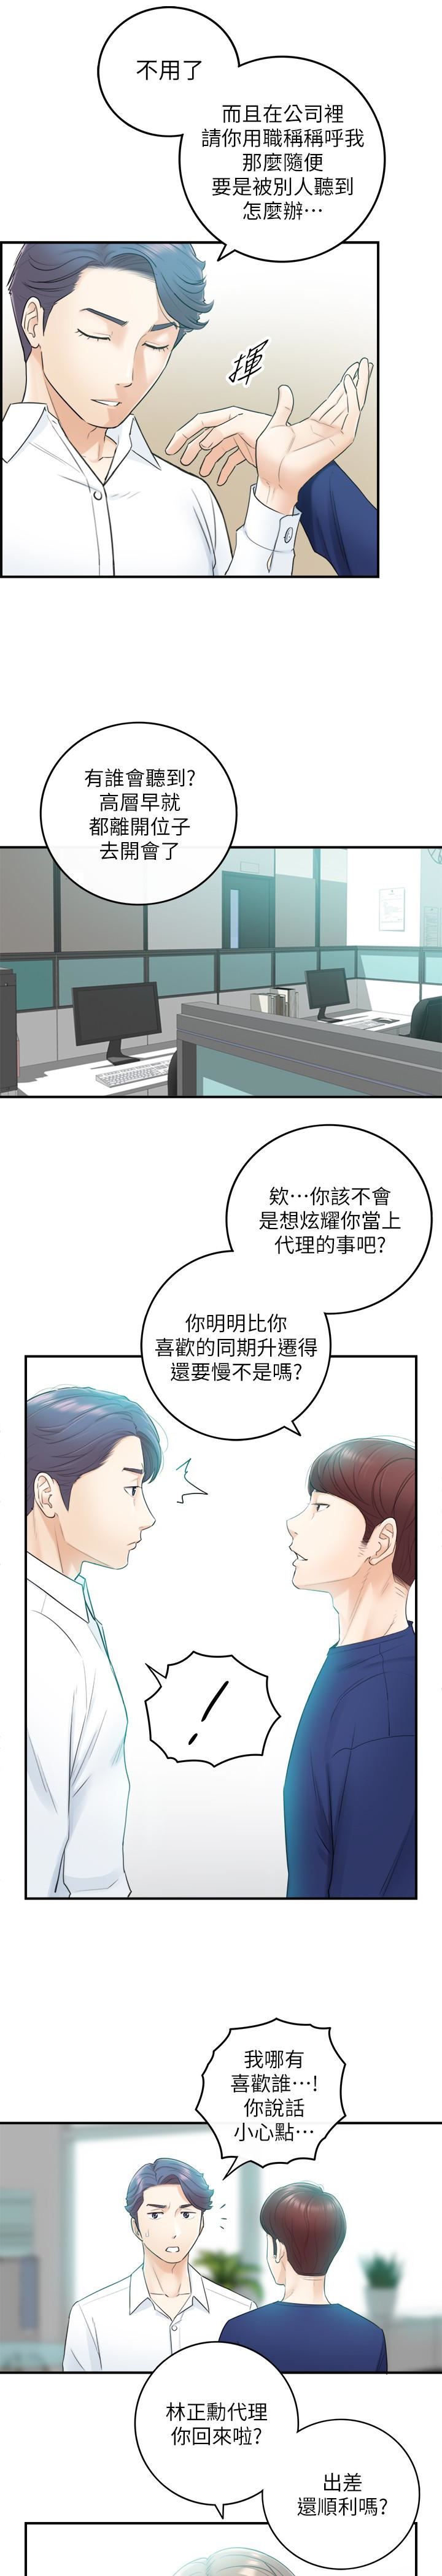 不用了
而且在公司裡
請你用職稱稱呼我
那麼隨便
要是被別人聽到
怎麼辦⋯
揮
有誰會聽到?
高層早就
都離開位子
去開會了
欸⋯你該不會
是想炫耀你當上
代理的事吧?
你明明比你
喜歡的同期升遷得
還要慢不是嗎?
!
我哪有
喜歡誰⋯!
你說話
小心點⋯
林正勳代理
你回來啦?
出差
還順利嗎?